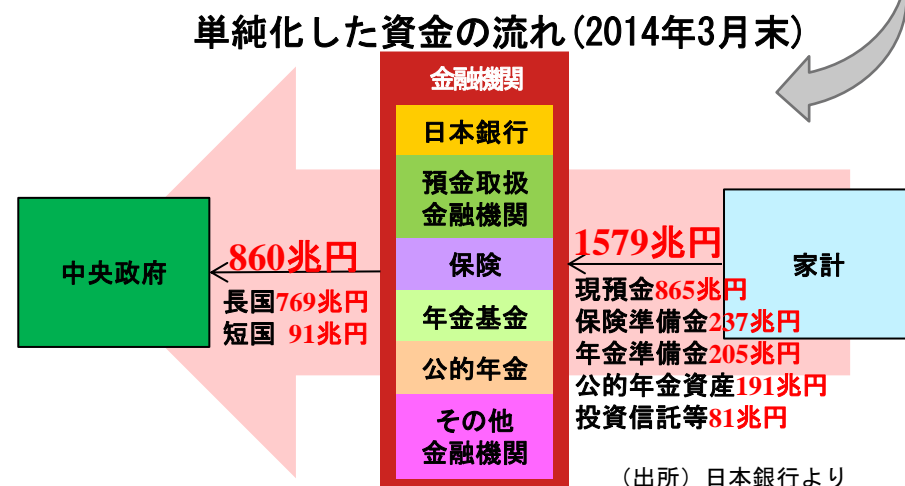 単純化した資金の流れ(2014年3月末)
金融機関
日本銀行
預金取扱
金融機関
保険
年金基金
公的年金
その他
金融機関
中央政府
860兆円
長国769兆円
短国 91兆円
1579兆円
現預金865兆円
保険準備金237兆円
年金準備金205兆円
公的年金資産191兆円
投資信託等81兆円
家計
（出所）日本銀行より